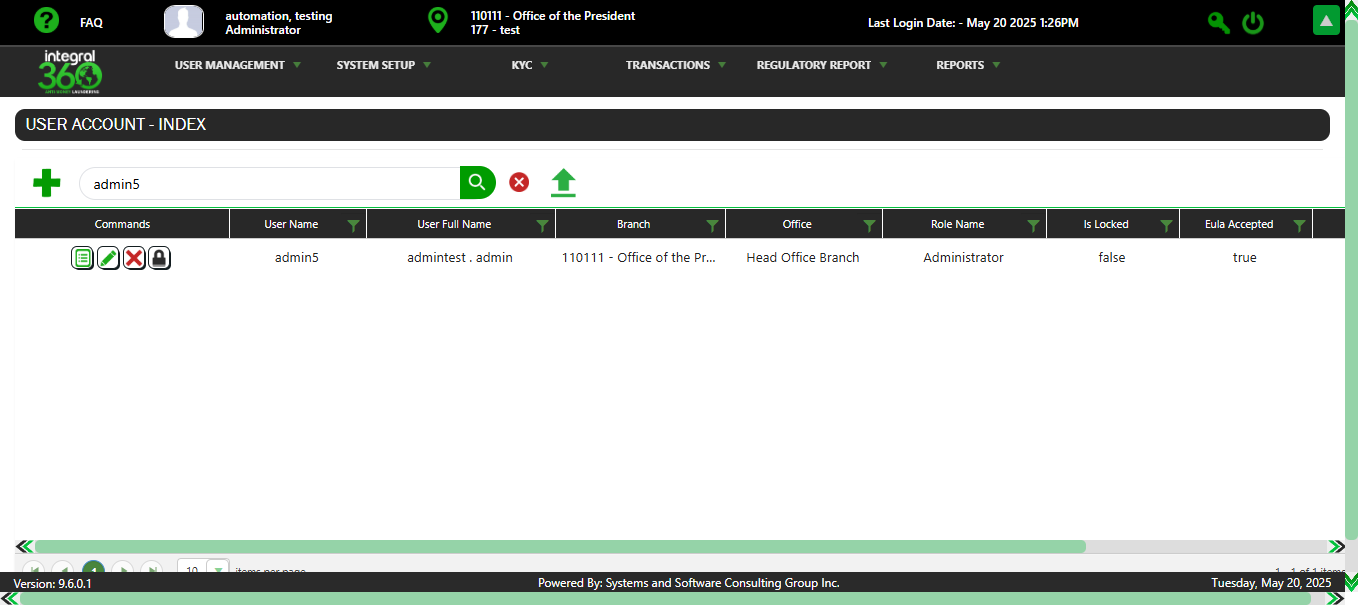 FAQ
automation, testing
Administrator
110111 - Office of the President
177 - test
Last Login Date: - May 20 2025 1:26PM
integral
360
USER MANAGEMENT
SYSTEM SETUP
KYC
TRANSACTIONS
REGULATORY REPORT
REPORTS
USER ACCOUNT - INDEX
admin5
Commands
User Name
User Full Name
Branch
Office
Role Name
Is Locked
Eula Accepted
admin5
admintest . admin
110111 - Office of the Pr...
Head Office Branch
Administrator
false
true
1
10
items per page
1 - 1 of 1 items
Version: 9.6.0.1
Powered By: Systems and Software Consulting Group Inc.
Tuesday, May 20, 2025